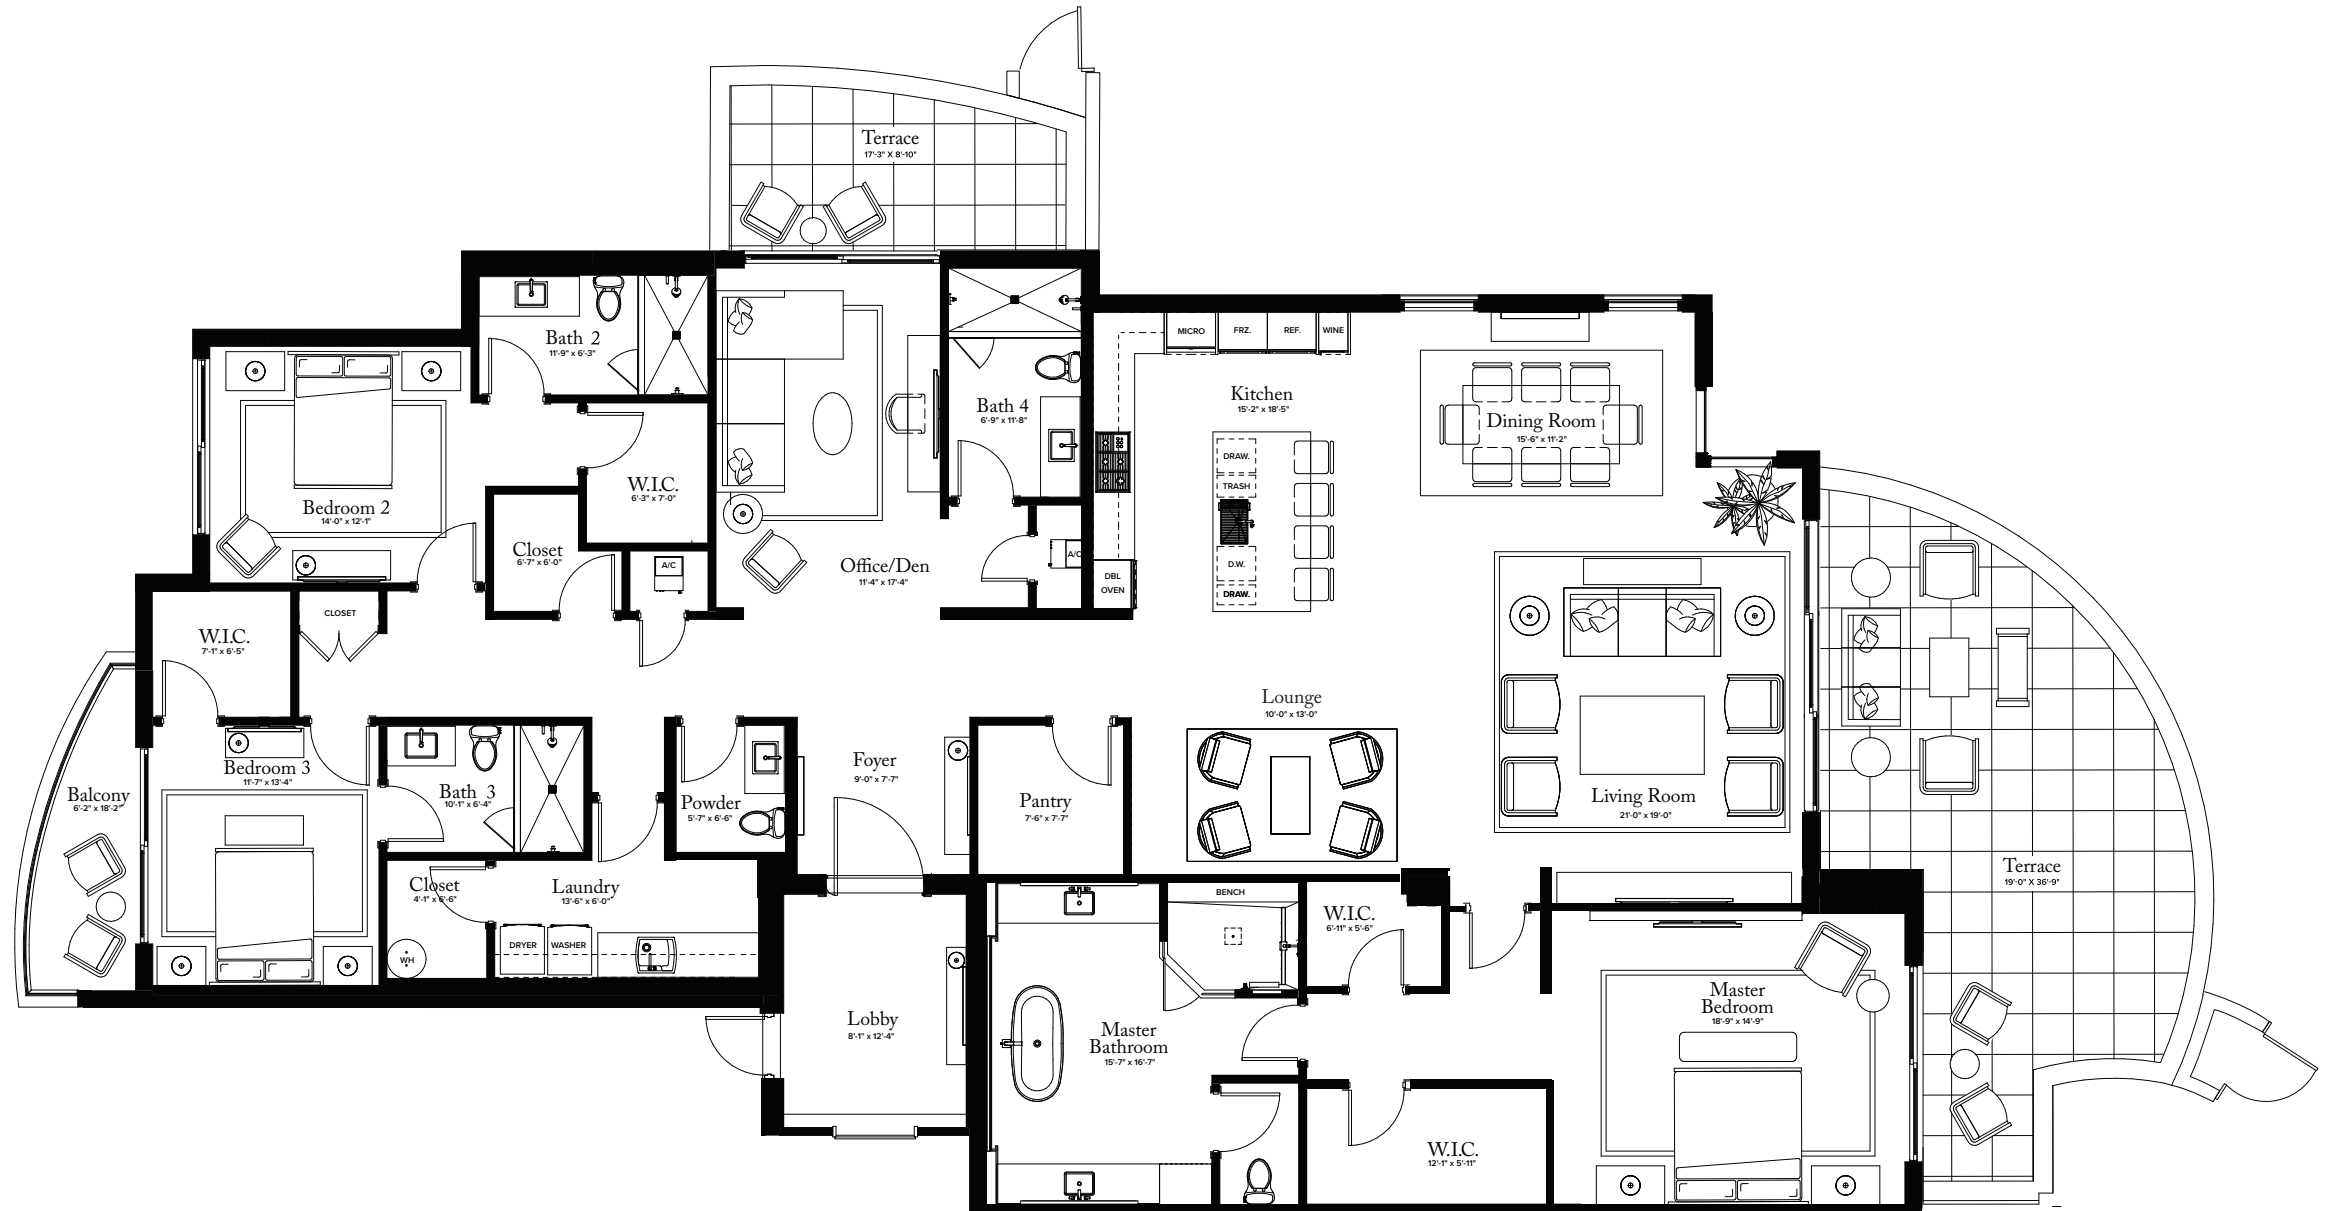 Terrace
17'-3" X 8'-10"
Bath 2
11'-9" x 6'-3"
MICRO
FRZ.
REF.
WINE
Kitchen
15'-2" x 18'-5"
Bath 4
6'-9" x 11'-8"
Dining Room
15'-6" x 11'-2"
DRAW.
TRASH
D.W.
DRAW.
W.I.C.
6'-3" x 7'-0"
Bedroom 2
14'-0" x 12'-1"
Closet
6'-7" x 6'-0"
A/C
Office/Den
11'-4" x 17'-4"
A/C
DBL
OVEN
CLOSET
W.I.C.
7'-1" x 6'-5"
Lounge
10'-0" x 13'-0"
Foyer
9'-0" x 7'-7"
Bedroom 3
11'-7" x 13'-4"
Balcony
6'-2" x 18'-2"
Bath 3
10'-1" x 6'-4"
Powder
5'-7" x 6'-6"
Pantry
7'-6" x 7'-7"
Living Room
21'-0" x 19'-0"
Terrace
19'-0" X 36'-9"
Closet
4'-1" x 6'-6"
Laundry
13'-6" x 6'-0"
BENCH
W.I.C.
6'-11" x 5'-6"
DRYER
WASHER
WH
Lobby
8'-1" x 12'-4"
Master
Bathroom
15'-7" x 16'-7"
Master
Bedroom
18'-9" x 14'-9"
W.I.C.
12'-1" x 5'-11"